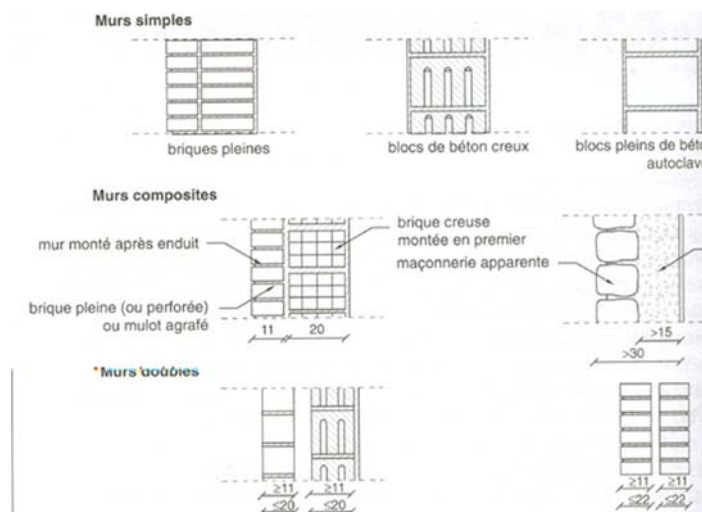 Murs simples
briques pleines
blocs de béton creux
blocs pleins de béto
autoclavé
Murs composites
mur monté après enduit
brique creuse
montée en premier
maçonnerie apparente
brique pleine (ou perforée)
ou mulot agrafé
11 20
>15
>30
Murs doubles
≥11 ≥11
≤20 ≤20
≥11 ≥11
≤22 ≤22